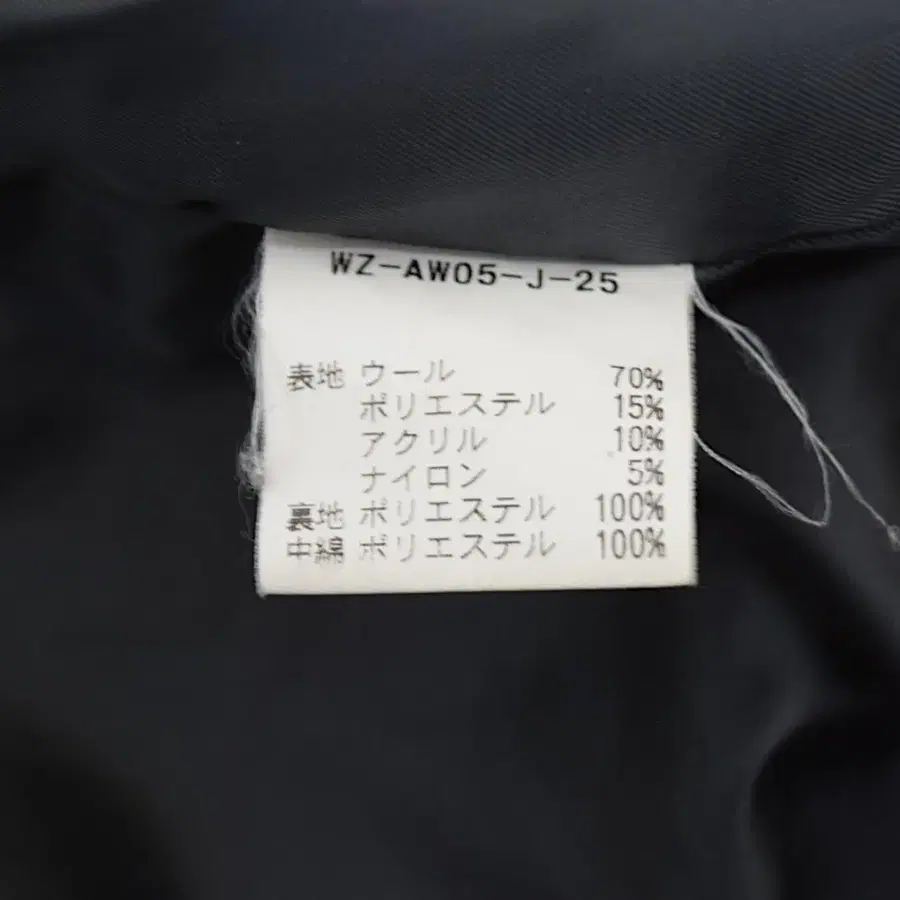 WZ-AW05-J-25
表地 ウール 70%
ポリエステル 15%
アクリル 10%
ナイロン 5%
裏地 ポリエステル 100%
中綿 ポリエステル 100%